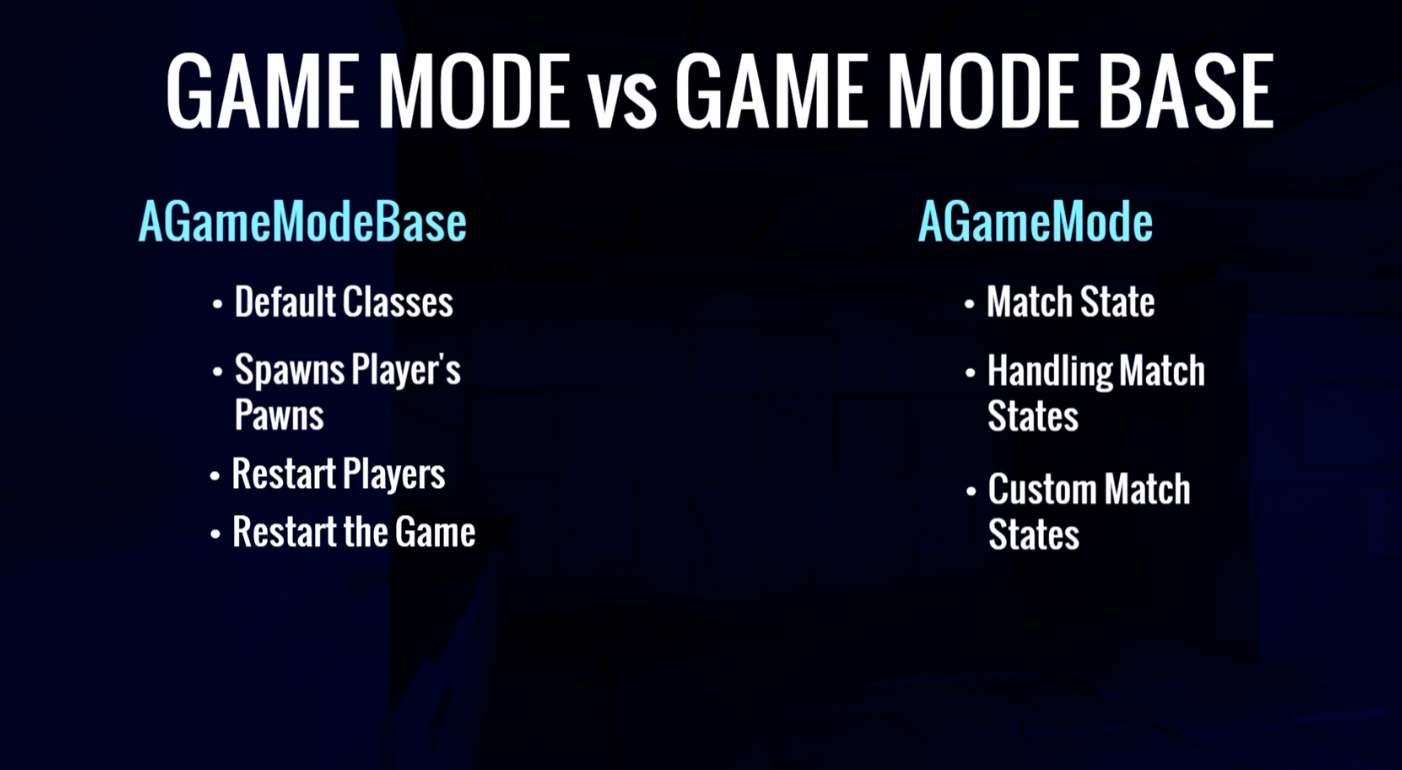 GAME MODE vs GAME MODE BASE
AGameModeBase
• Default Classes
• Spawns Player's
Pawns
• Restart Players
• Restart the Game
AGameMode
• Match State
• Handling Match
States
• Custom Match
States